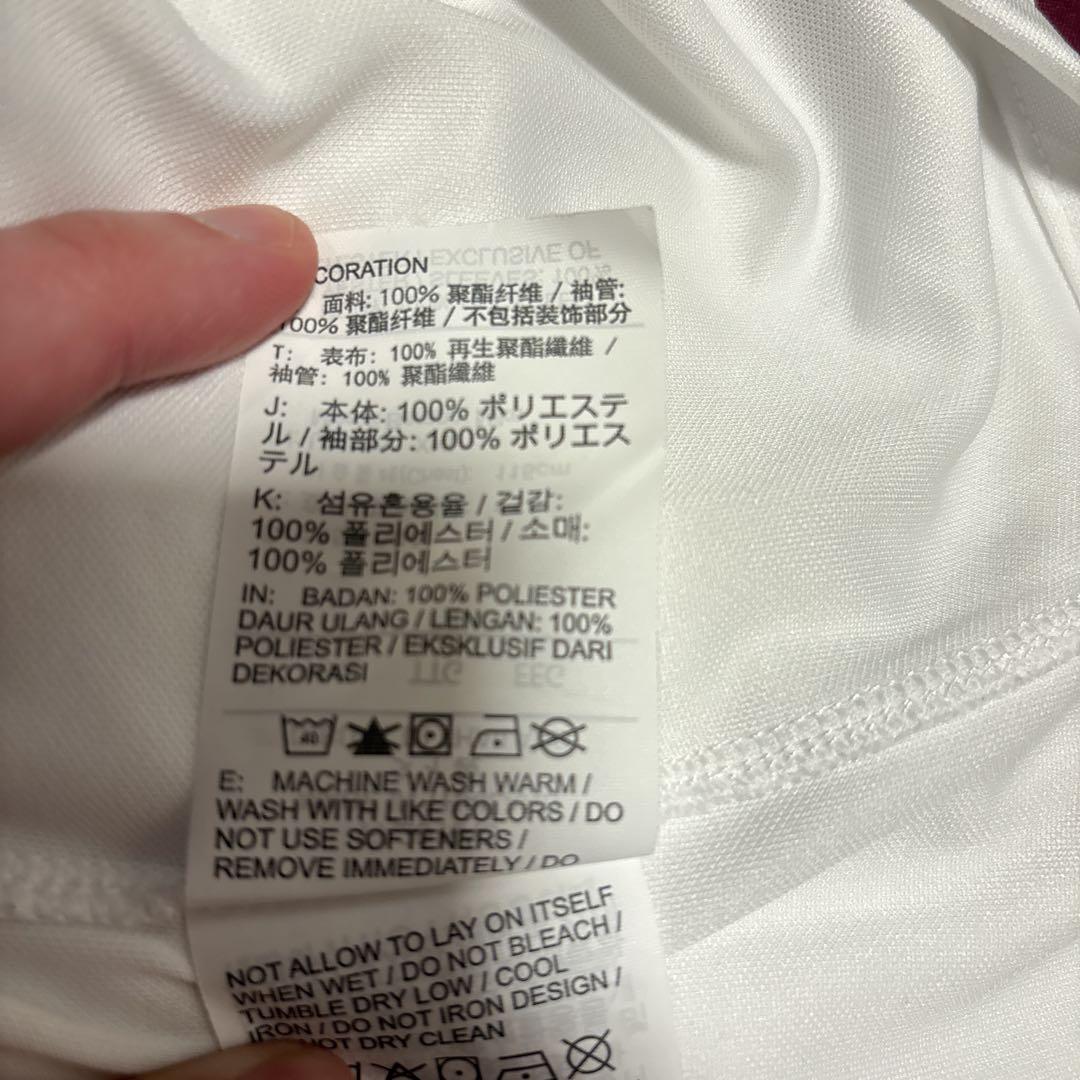 CORATION
面料: 100% 聚酯纤维 / 袖管:
100% 聚酯纤维 / 不包括装饰部分
T: 表布: 100% 再生聚酯纖維 /
袖管: 100% 聚酯纖維
J: 本体: 100% ポリエステ
ル / 袖部分: 100% ポリエス
テル
K: 섬유혼용율 / 겉감:
100% 폴리에스터 / 소매:
100% 폴리에스터
IN: BADAN: 100% POLIESTER
DAUR ULANG / LENGAN: 100%
POLIESTER / EKSKLUSIF DARI
DEKORASI
40
E: MACHINE WASH WARM /
WASH WITH LIKE COLORS / DO
NOT USE SOFTENERS /
REMOVE IMMEDIATELY / DO
NOT ALLOW TO LAY ON ITSELF
WHEN WET / DO NOT BLEACH /
TUMBLE DRY LOW / COOL
IRON / DO NOT IRON DESIGN /
NOT DRY CLEAN